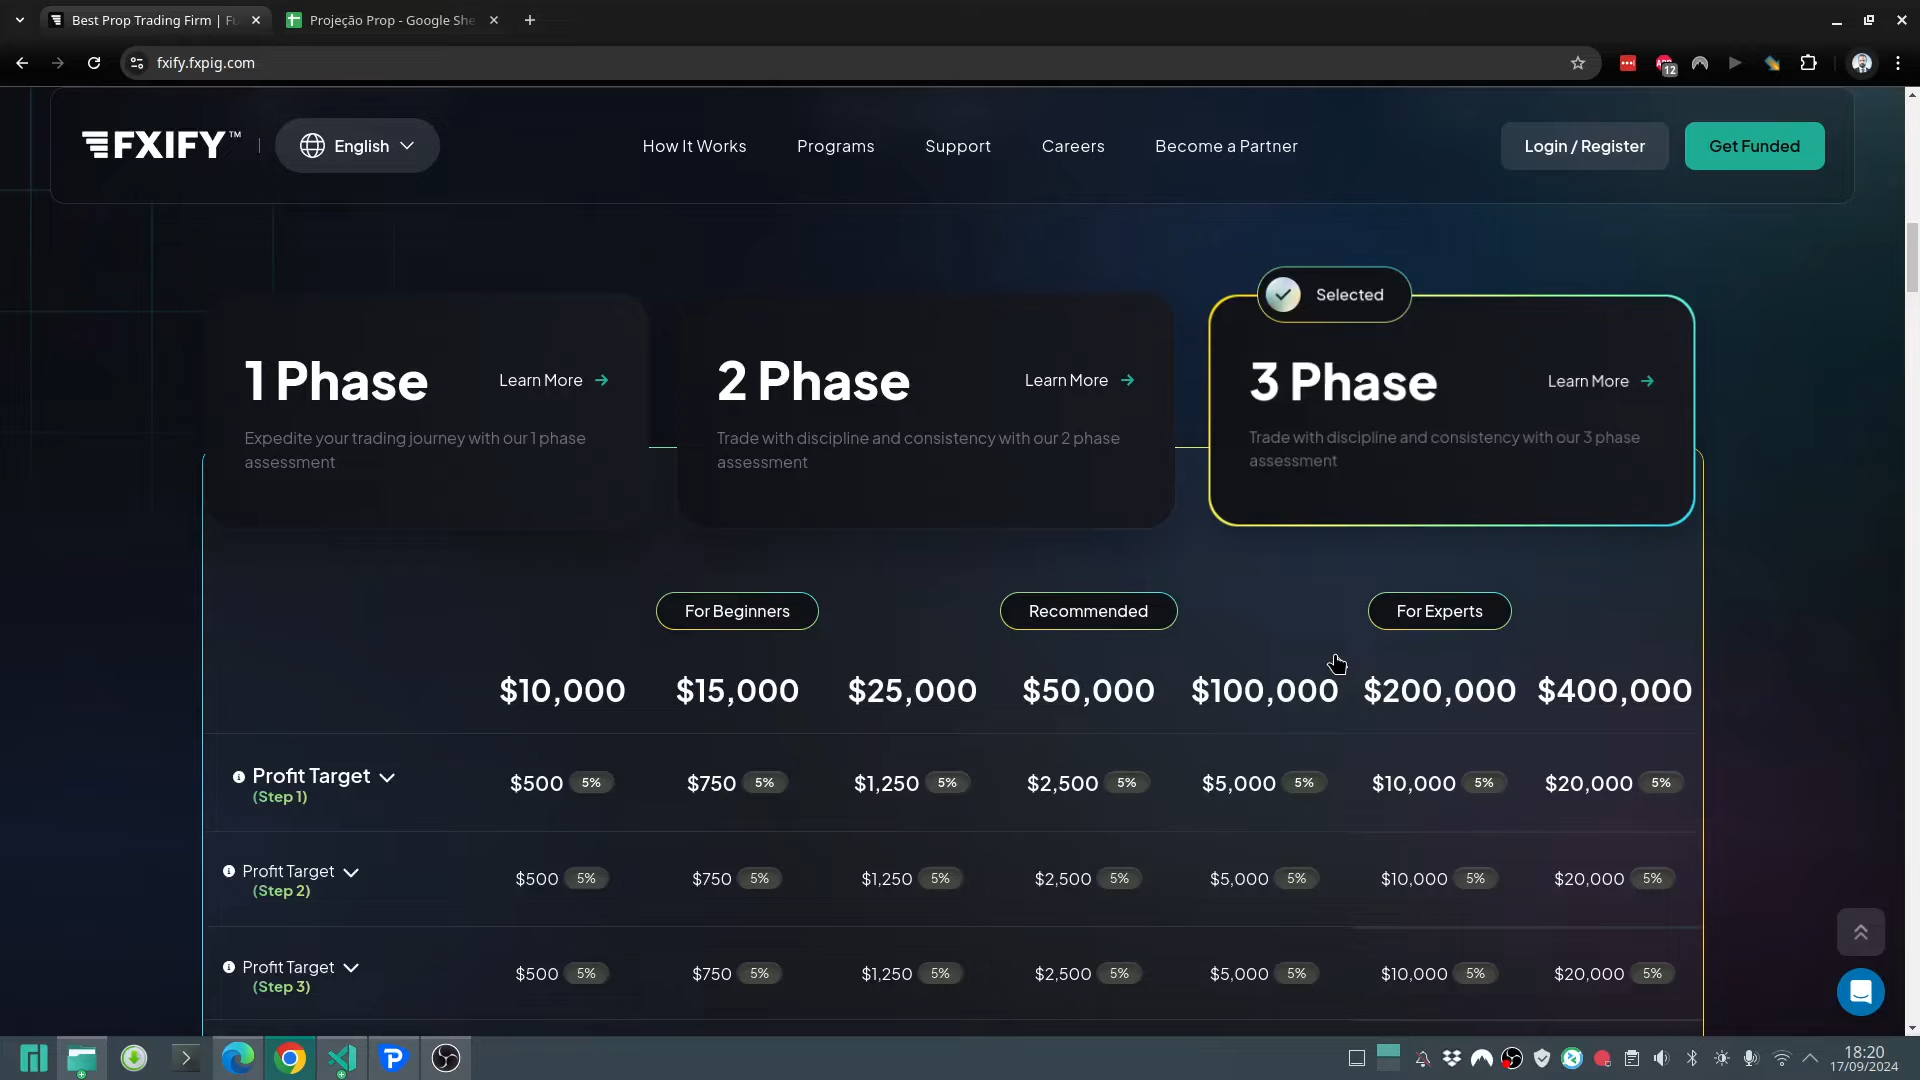 Best Prop Trading Firm | Fu
Projeção Prop - Google She
fxify.fxpig.com
12
FXIFY™
English
How It Works
Programs
Support
Careers
Become a Partner
Login / Register
Get Funded
Selected
1 Phase
Learn More
Expedite your trading journey with our 1 phase
assessment
2 Phase
Learn More
Trade with discipline and consistency with our 2 phase
assessment
3 Phase
Learn More
Trade with discipline and consistency with our 3 phase
assessment
For Beginners
Recommended
For Experts
$10,000 $15,000 $25,000 $50,000 $100,000 $200,000 $400,000
Profit Target
(Step 1)
$500 5% $750 5% $1,250 5% $2,500 5% $5,000 5% $10,000 5% $20,000 5%
Profit Target
(Step 2)
$500 5% $750 5% $1,250 5% $2,500 5% $5,000 5% $10,000 5% $20,000 5%
Profit Target
(Step 3)
$500 5% $750 5% $1,250 5% $2,500 5% $5,000 5% $10,000 5% $20,000 5%
18:20
17/09/2024